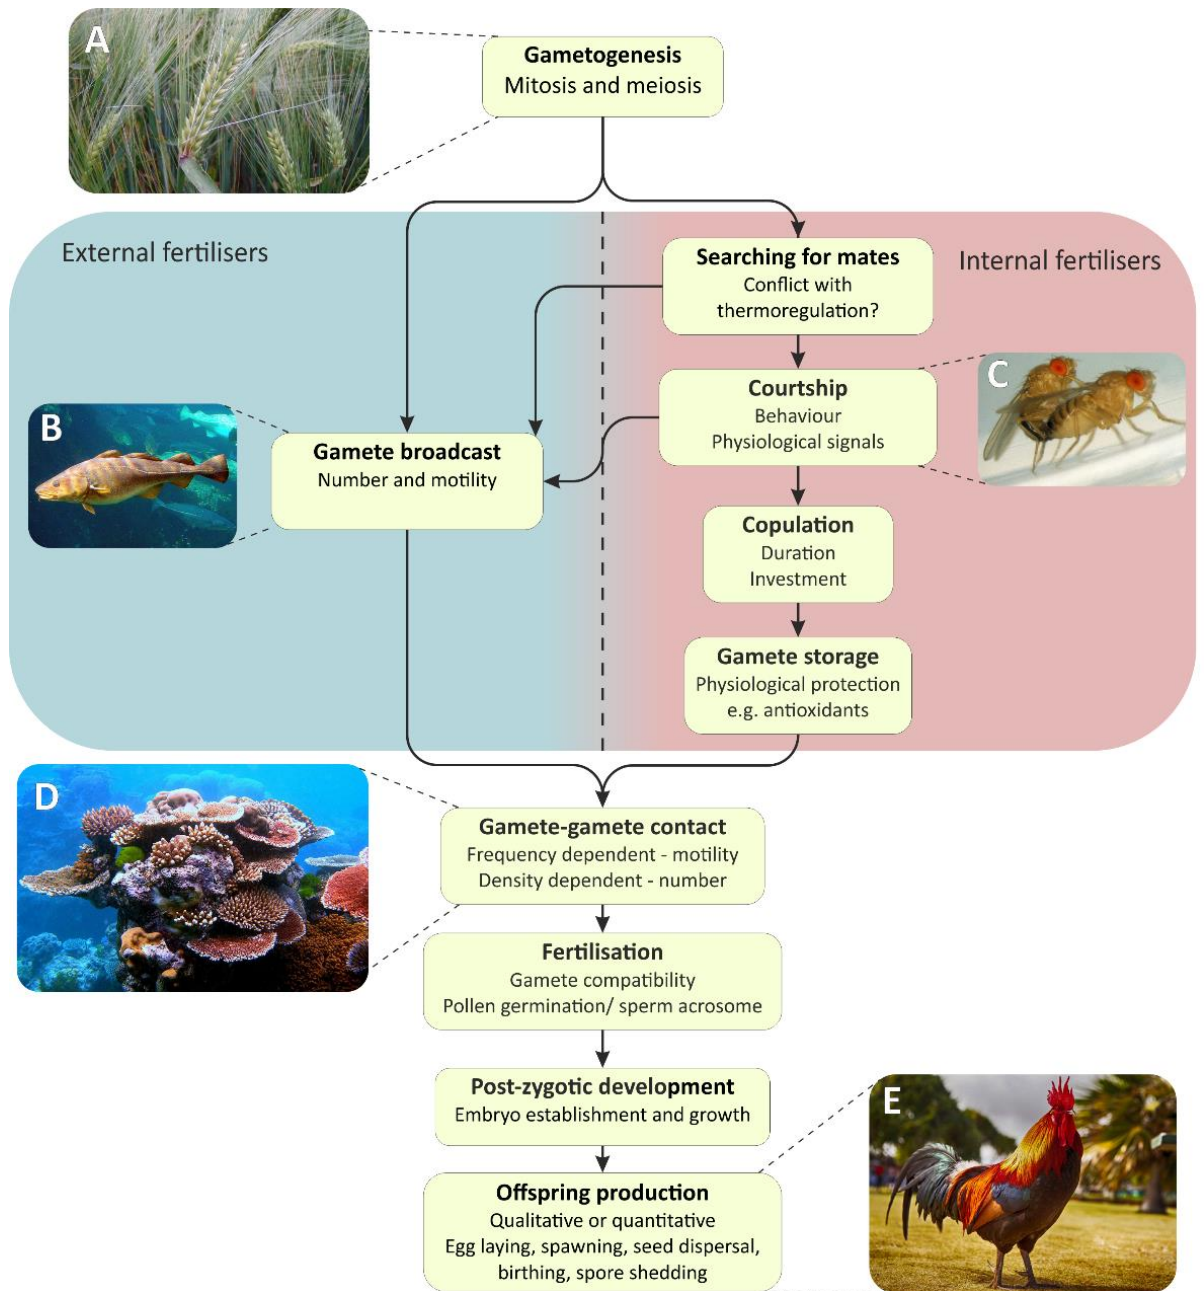 A
Gametogenesis
Mitosis and meiosis
External fertilisers
Internal fertilisers
Searching for mates
Conflict with
thermoregulation?
Courtship
Behaviour
Physiological signals
C
B
Gamete broadcast
Number and motility
Copulation
Duration
Investment
Gamete storage
Physiological protection
e.g. antioxidants
D
Gamete-gamete contact
Frequency dependent - motility
Density dependent - number
Fertilisation
Gamete compatibility
Pollen germination/ sperm acrosome
Post-zygotic development
Embryo establishment and growth
E
Offspring production
Qualitative or quantitative
Egg laying, spawning, seed dispersal,
birthing, spore shedding